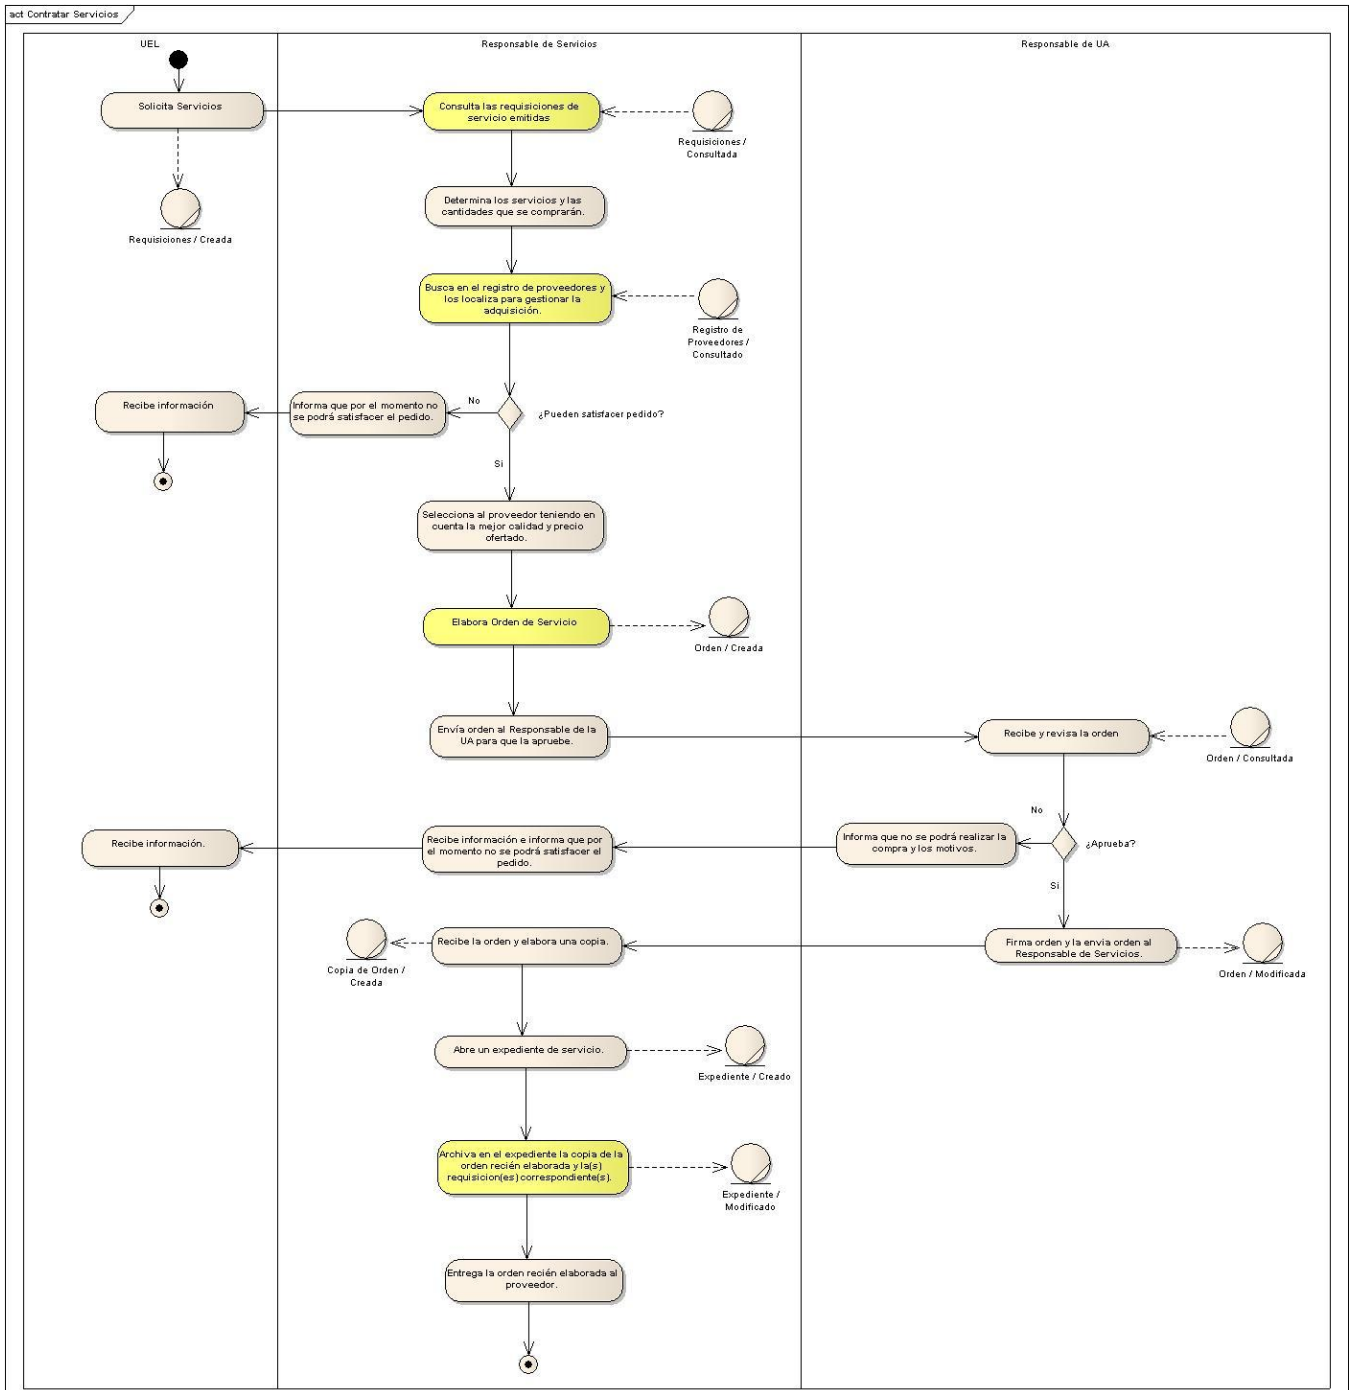 act Contratar Servicios
UEL
Responsable de Servicios
Responsable de UA
Solicita Servicios
Consulta las requisiciones de
servicio emitidas
Requisiciones /
Consultada
Requisiciones / Creada
Determina los servicios y las
cantidades que se comprarán.
Busca en el registro de proveedores y
los localiza para gestionar la
adquisición.
Registro de
Proveedores /
Consultado
Recibe información
Informa que por el momento no
se podrá satisfacer el pedido.
No
¿Pueden satisfacer pedido?
Si
Selecciona al proveedor teniendo en
cuenta la mejor calidad y precio
ofertado.
Elabora Orden de Servicio
Orden / Creada
Envía orden al Responsable de la
UA para que la apruebe.
Recibe y revisa la orden
Orden / Consultada
No
Recibe información.
Recibe información e informa que por
el momento no se podrá satisfacer el
pedido.
Informa que no se podrá realizar la
compra y los motivos.
¿Aprueba?
Si
Copia de Orden /
Creada
Recibe la orden y elabora una copia.
Firma orden y la envia orden al
Responsable de Servicios.
Orden / Modificada
Abre un expediente de servicio.
Expediente / Creado
Archiva en el expediente la copia de la
orden recién elaborada y la(s)
requisicion(es) correspondiente(s).
Expediente /
Modificado
Entrega la orden recién elaborada al
proveedor.